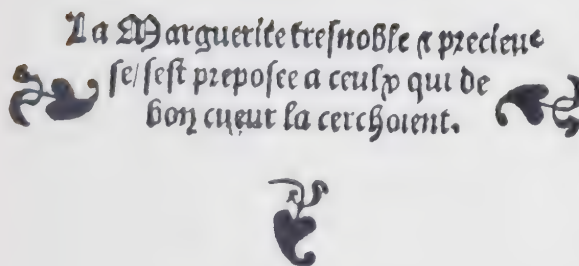 La Marguerite tresnoble & precieu-
se/ sest preposee a ceulx qui de
bon cueur la cerchoient.